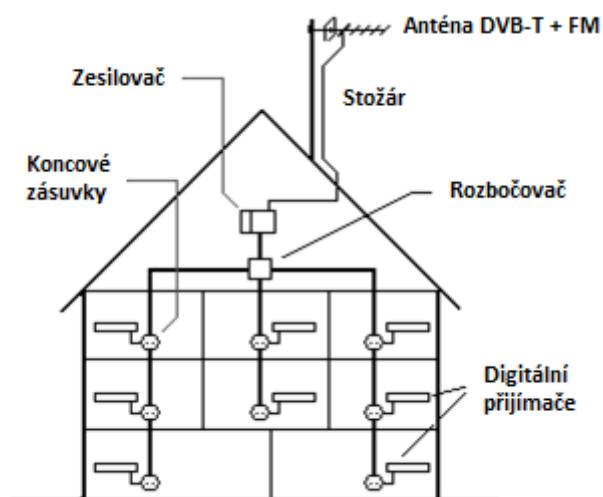 Anténa DVB-T + FM
Zesilovač
Stožár
Koncové
zásuvky
Rozbočovač
Digitální
přijímače